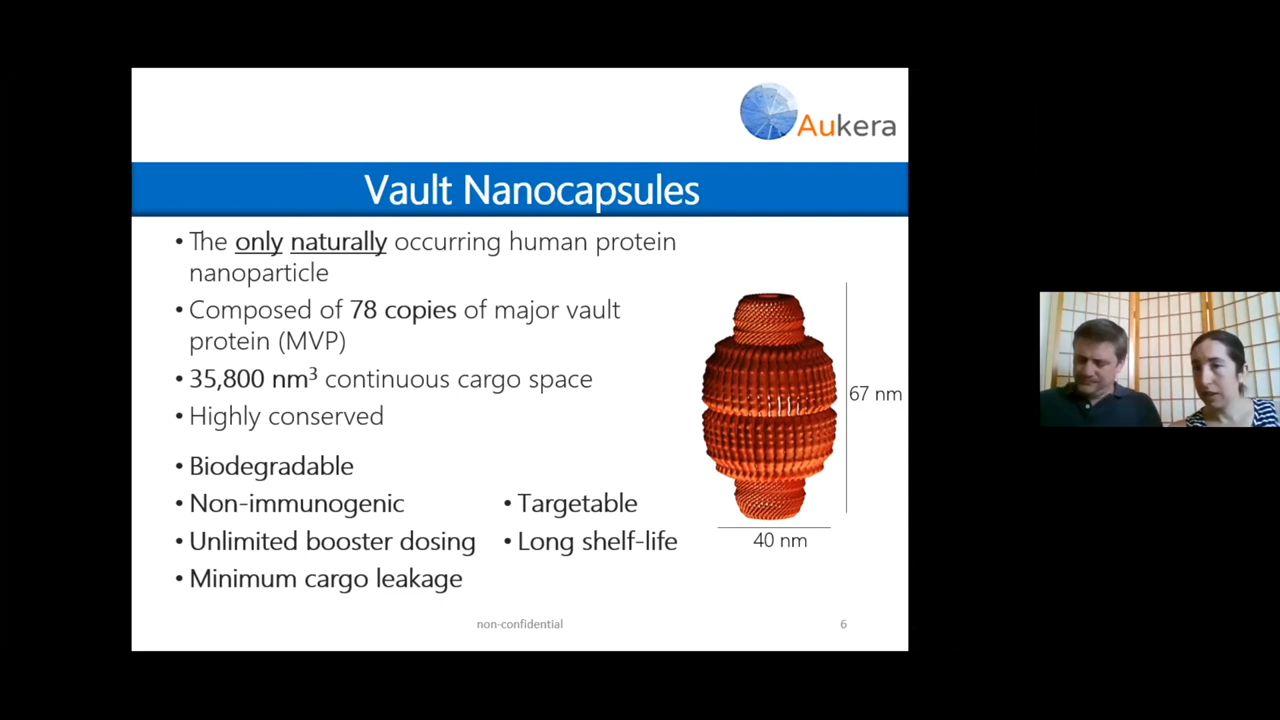 Aukera
Vault Nanocapsules
• The only naturally occurring human protein
nanoparticle
• Composed of 78 copies of major vault
protein (MVP)
• 35,800 nm³ continuous cargo space
• Highly conserved
• Biodegradable
• Non-immunogenic
• Unlimited booster dosing
• Minimum cargo leakage
• Targetable
• Long shelf-life
67 nm
40 nm
non-confidential
6